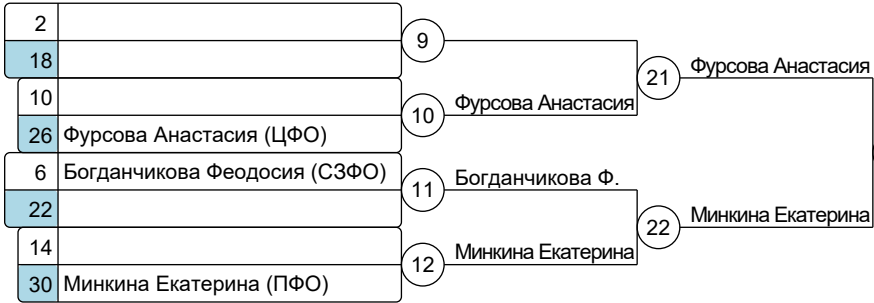 2
18
9
10
26 Фурсова Анастасия (ЦФО)
10
Фурсова Анастасия
21
Фурсова Анастасия
6 Богданчикова Феодосия (СЗФО)
22
11
Богданчикова Ф.
14
30 Минкина Екатерина (ПФО)
12
Минкина Екатерина
22
Минкина Екатерина